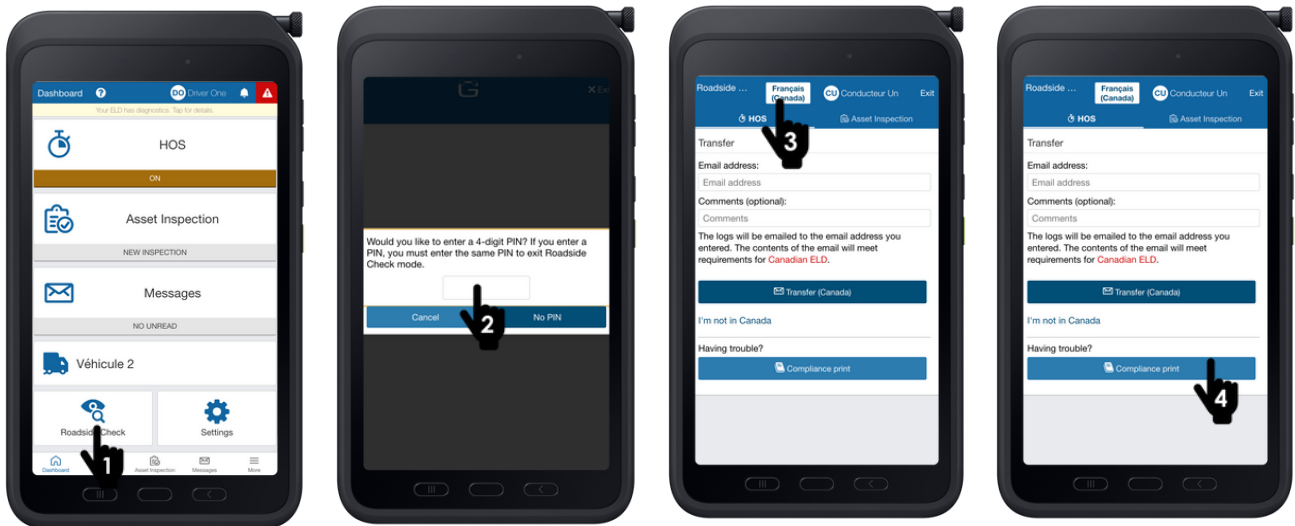 Dashboard ? DO Driver One
Your ELD has diagnostics. Tap for details.
HOS
ON
Asset Inspection
NEW INSPECTION
Messages
NO UNREAD
Véhicule 2
Roadside Check
Settings
Dashboard
Asset Inspection
Messages
More
1
G
Exi
Would you like to enter a 4-digit PIN? If you enter a
PIN, you must enter the same PIN to exit Roadside
Check mode.
Cancel
No PIN
2
Roadside ...
Français
(Canada)
CU Conducteur Un
Exit
HOS
Asset Inspection
3
Transfer
Email address:
Email address
Comments (optional):
Comments
The logs will be emailed to the email address you
entered. The contents of the email will meet
requirements for Canadian ELD.
Transfer (Canada)
I'm not in Canada
Having trouble?
Compliance print
Roadside ...
Français
(Canada)
CU Conducteur Un
Exit
HOS
Asset Inspection
Transfer
Email address:
Email address
Comments (optional):
Comments
The logs will be emailed to the email address you
entered. The contents of the email will meet
requirements for Canadian ELD.
Transfer (Canada)
I'm not in Canada
Having trouble?
Compliance print
4